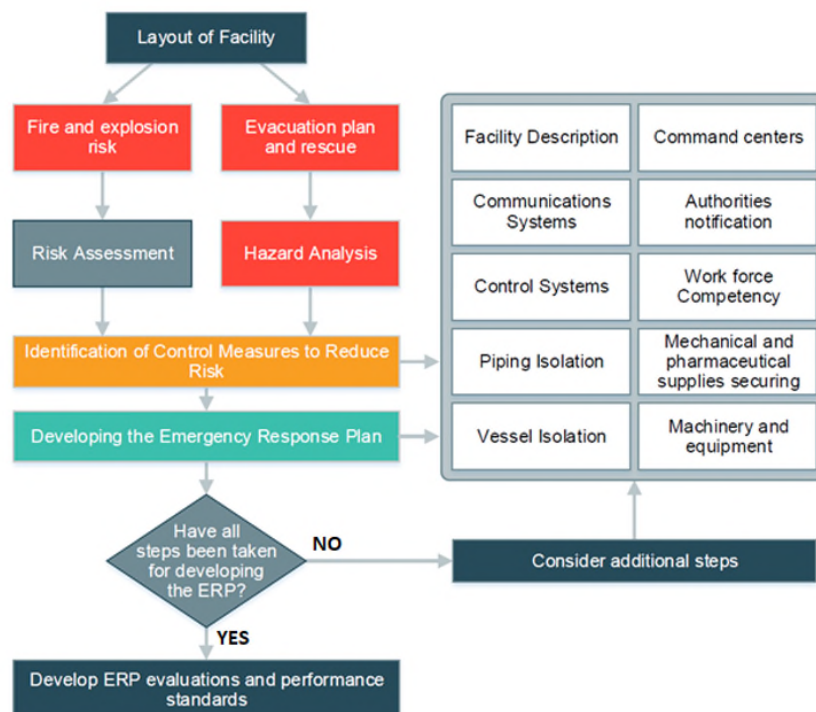 Layout of Facility
Fire and explosion
risk
Evacuation plan
and rescue
Risk Assessment
Hazard Analysis
Identification of Control Measures to Reduce
Risk
Developing the Emergency Response Plan
Have all
steps been taken
for developing
the ERP?
NO
YES
Develop ERP evaluations and performance
standards
Facility Description
Command centers
Communications
Systems
Authorities
notification
Control Systems
Work force
Competency
Piping Isolation
Mechanical and
pharmaceutical
supplies securing
Vessel Isolation
Machinery and
equipment
Consider additional steps